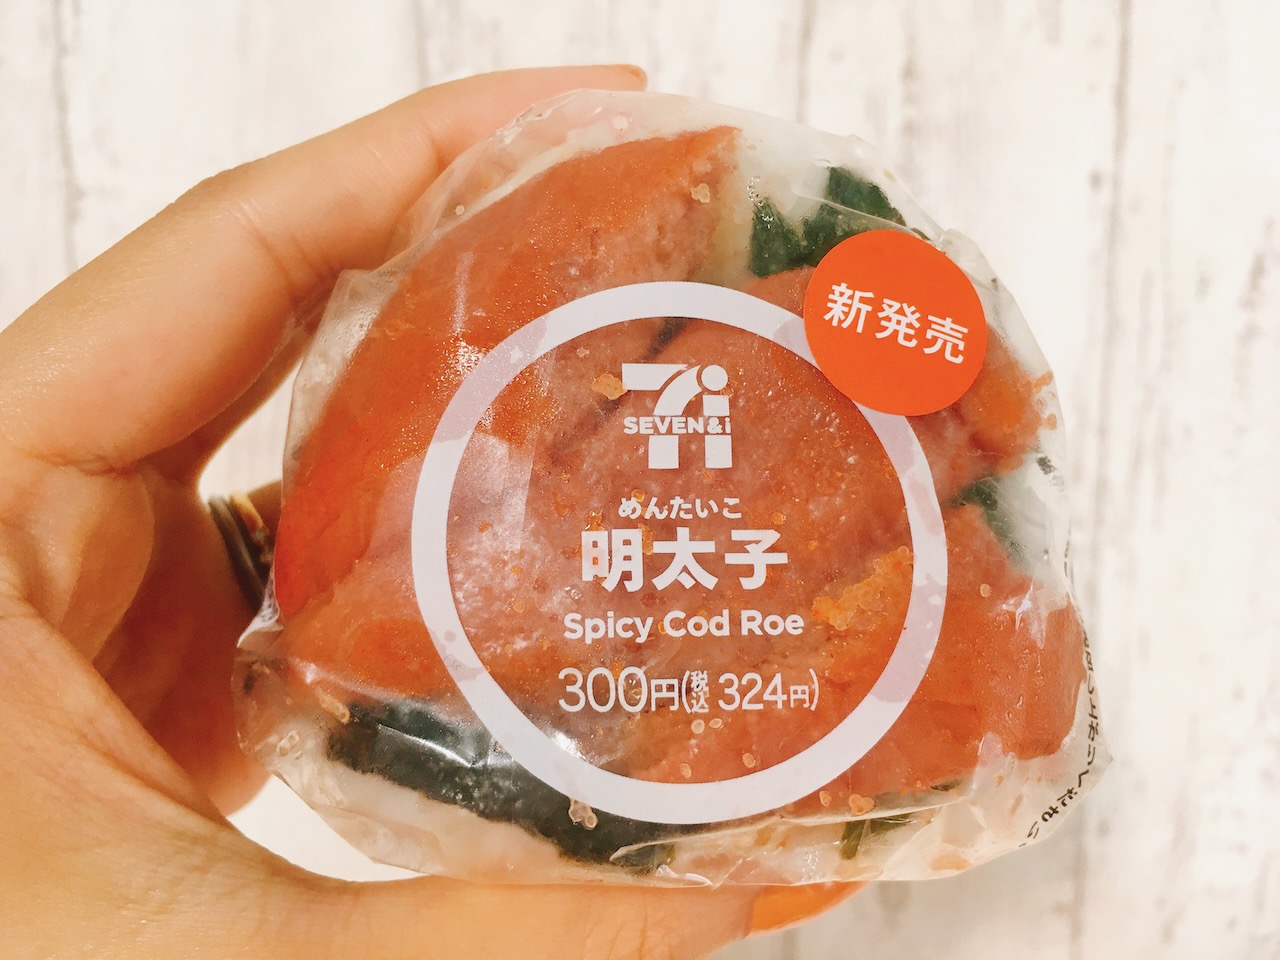 新発売
SEVEN&i
めんたいこ
明太子
Spicy Cod Roe
300円(税込 324円)